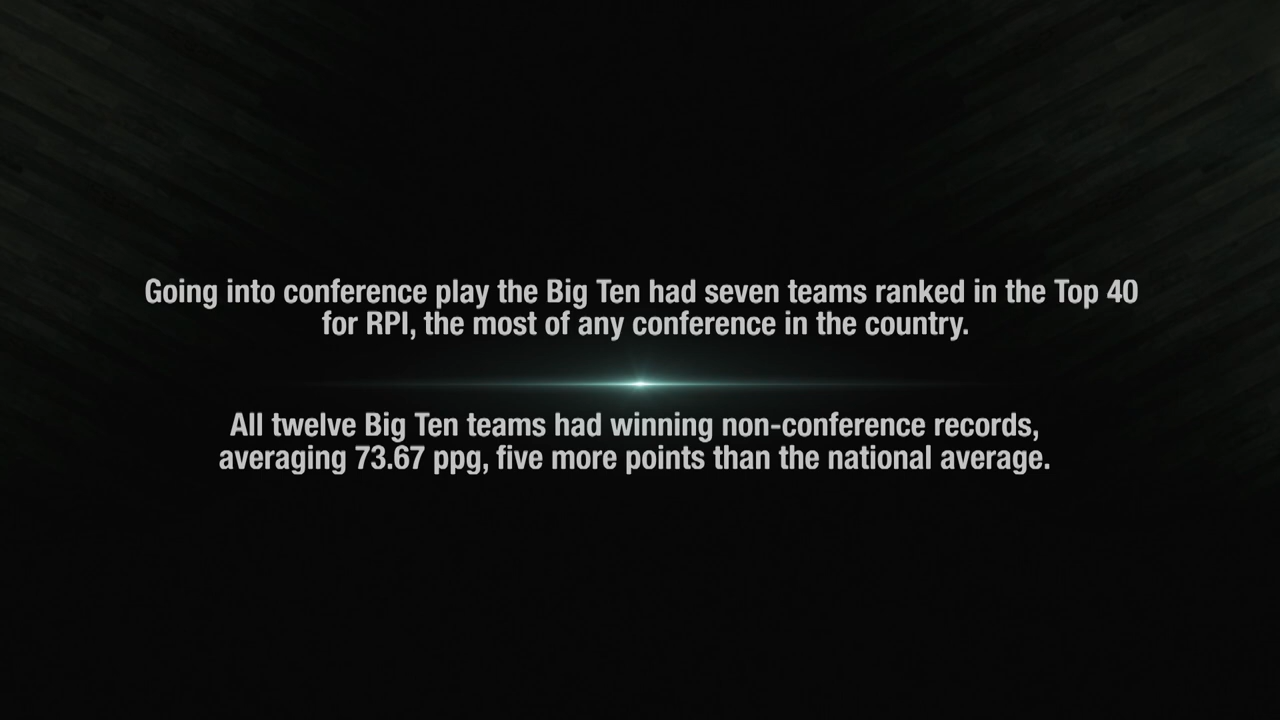 Going into conference play the Big Ten had seven teams ranked in the Top 40
for RPI, the most of any conference in the country.
All twelve Big Ten teams had winning non-conference records,
averaging 73.67 ppg, five more points than the national average.